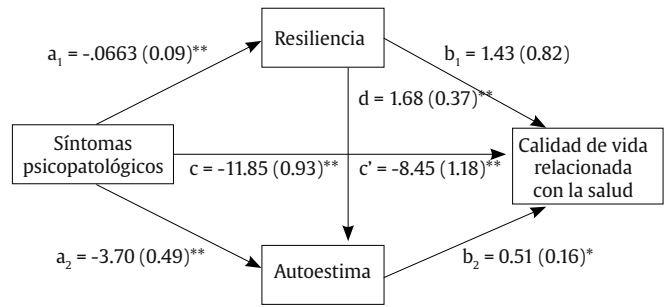 Resiliencia
a₁ = -.0663 (0.09)**
b₁ = 1.43 (0.82)
d = 1.68 (0.37)**
Síntomas
psicopatológicos
c = -11.85 (0.93)**
c’ = -8.45 (1.18)**
Calidad de vida
relacionada
con la salud
a₂ = -3.70 (0.49)**
Autoestima
b₂ = 0.51 (0.16)*